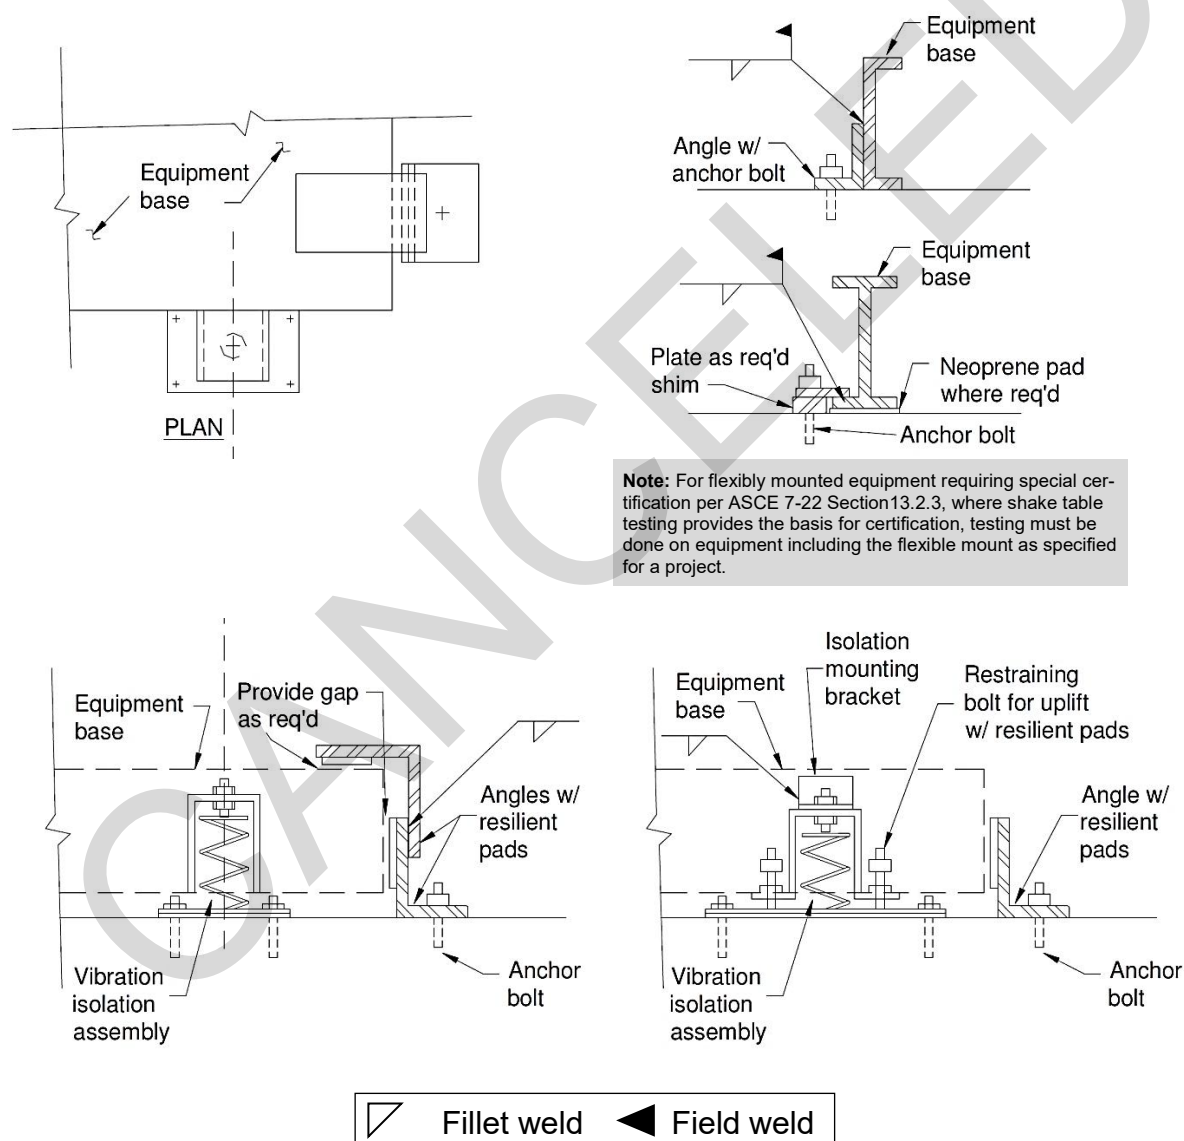 Equipment
base
Angle w/
anchor bolt
Equipment
base
PLAN
Equipment
base
Plate as req'd
shim
Neoprene pad
where req'd
Anchor bolt
Note: For flexibly mounted equipment requiring special cer-
tification per ASCE 7-22 Section13.2.3, where shake table
testing provides the basis for certification, testing must be
done on equipment including the flexible mount as specified
for a project.
Equipment
base
Provide gap
as req'd
Angles w/
resilient
pads
Vibration
isolation
assembly
Anchor
bolt
Isolation
mounting
bracket
Equipment
base
Restraining
bolt for uplift
w/ resilient pads
Angle w/
resilient
pads
Vibration
isolation
assembly
Anchor
bolt
Fillet weld
Field weld
CANCELED